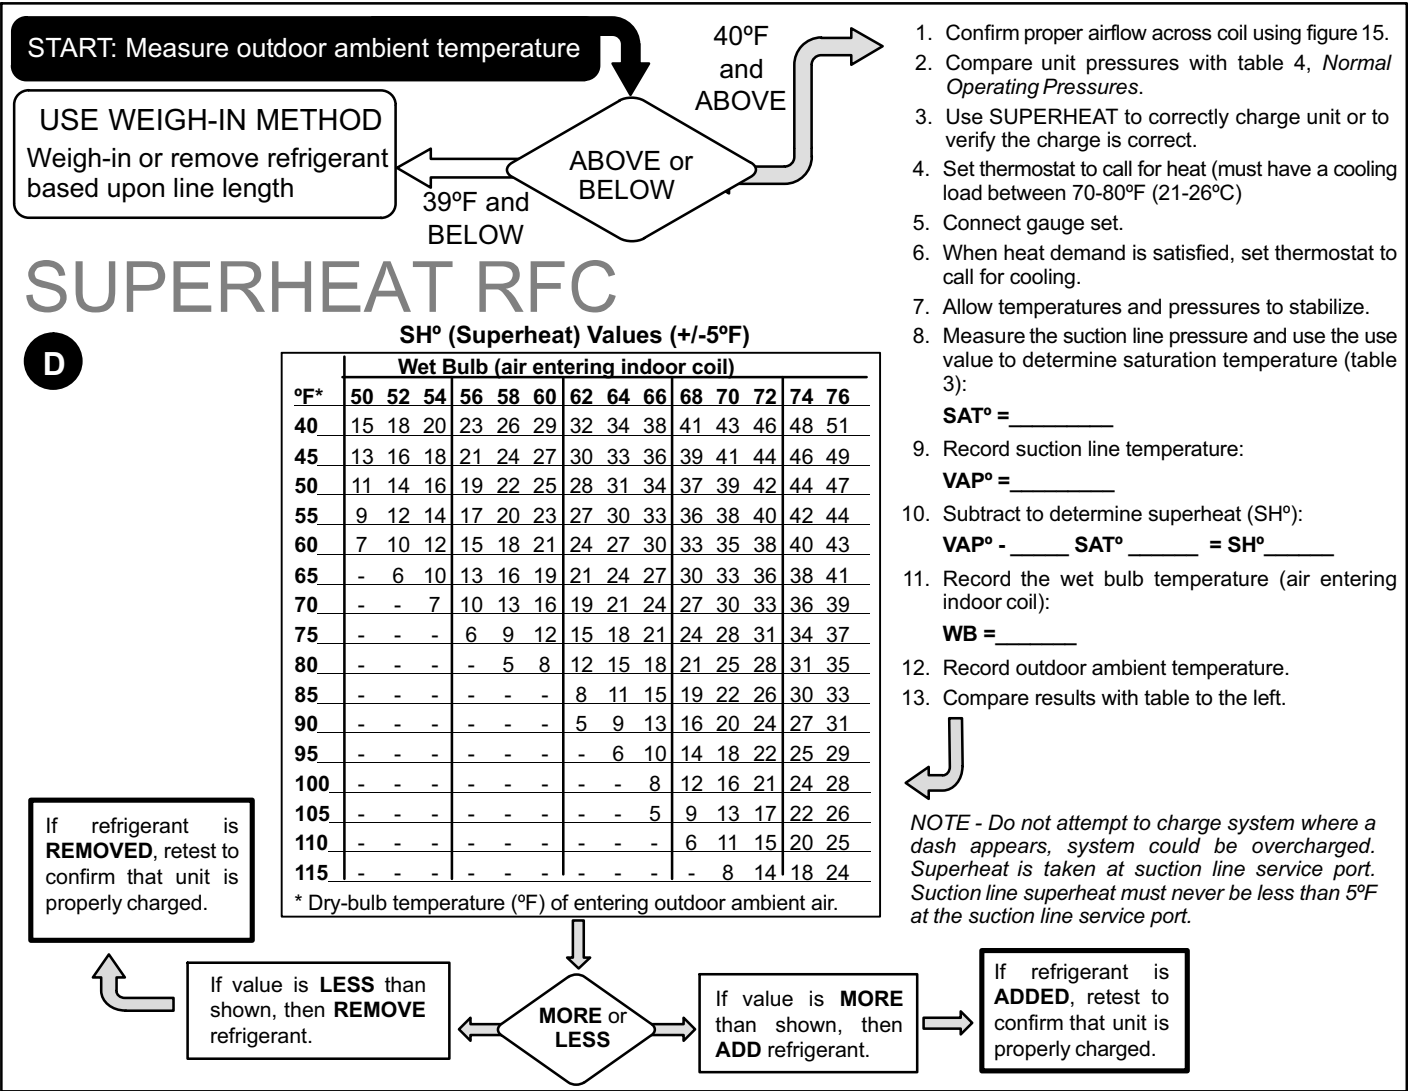 START: Measure outdoor ambient temperature
40ºF
and
ABOVE
USE WEIGH-IN METHOD
Weigh-in or remove refrigerant
based upon line length
ABOVE or
BELOW
39ºF and
BELOW
SUPERHEAT RFC
D
1. Confirm proper airflow across coil using figure 15.
2. Compare unit pressures with table 4, Normal
Operating Pressures.
3. Use SUPERHEAT to correctly charge unit or to
verify the charge is correct.
4. Set thermostat to call for heat (must have a cooling
load between 70-80ºF (21-26ºC)
5. Connect gauge set.
6. When heat demand is satisfied, set thermostat to
call for cooling.
7. Allow temperatures and pressures to stabilize.
8. Measure the suction line pressure and use the use
value to determine saturation temperature (table
3):
SATº =_________
9. Record suction line temperature:
VAPº =_________
10. Subtract to determine superheat (SHº):
VAPº - _____ SATº ______ = SHº______
11. Record the wet bulb temperature (air entering
indoor coil):
WB =_______
12. Record outdoor ambient temperature.
13. Compare results with table to the left.
SHº (Superheat) Values (+/-5ºF)
Wet Bulb (air entering indoor coil)
ºF* 50 52 54 56 58 60 62 64 66 68 70 72 74 76
40 15 18 20 23 26 29 32 34 38 41 43 46 48 51
45 13 16 18 21 24 27 30 33 36 39 41 44 46 49
50 11 14 16 19 22 25 28 31 34 37 39 42 44 47
55 9 12 14 17 20 23 27 30 33 36 38 40 42 44
60 7 10 12 15 18 21 24 27 30 33 35 38 40 43
65 - 6 10 13 16 19 21 24 27 30 33 36 38 41
70 - - 7 10 13 16 19 21 24 27 30 33 36 39
75 - - - 6 9 12 15 18 21 24 28 31 34 37
80 - - - - 5 8 12 15 18 21 25 28 31 35
85 - - - - - - 8 11 15 19 22 26 30 33
90 - - - - - - 5 9 13 16 20 24 27 31
95 - - - - - - - 6 10 14 18 22 25 29
100 - - - - - - - - 8 12 16 21 24 28
105 - - - - - - - - 5 9 13 17 22 26
110 - - - - - - - - - 6 11 15 20 25
115 - - - - - - - - - - 8 14 18 24
* Dry-bulb temperature (ºF) of entering outdoor ambient air.
NOTE - Do not attempt to charge system where a
dash appears, system could be overcharged.
Superheat is taken at suction line service port.
Suction line superheat must never be less than 5ºF
at the suction line service port.
If refrigerant is
REMOVED, retest to
confirm that unit is
properly charged.
If value is LESS than
shown, then REMOVE
refrigerant.
MORE or
LESS
If value is MORE
than shown, then
ADD refrigerant.
If refrigerant is
ADDED, retest to
confirm that unit is
properly charged.